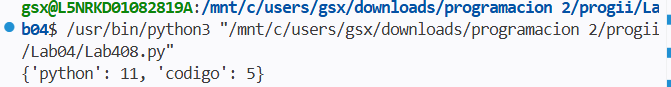 gsx@L5NRKD01082819A:/mnt/c/users/gsx/downloads/programacion 2/progii/La
b04$ /usr/bin/python3 "/mnt/c/users/gsx/downloads/programacion 2/progii
/Lab04/Lab408.py"
{'python': 11, 'codigo': 5}